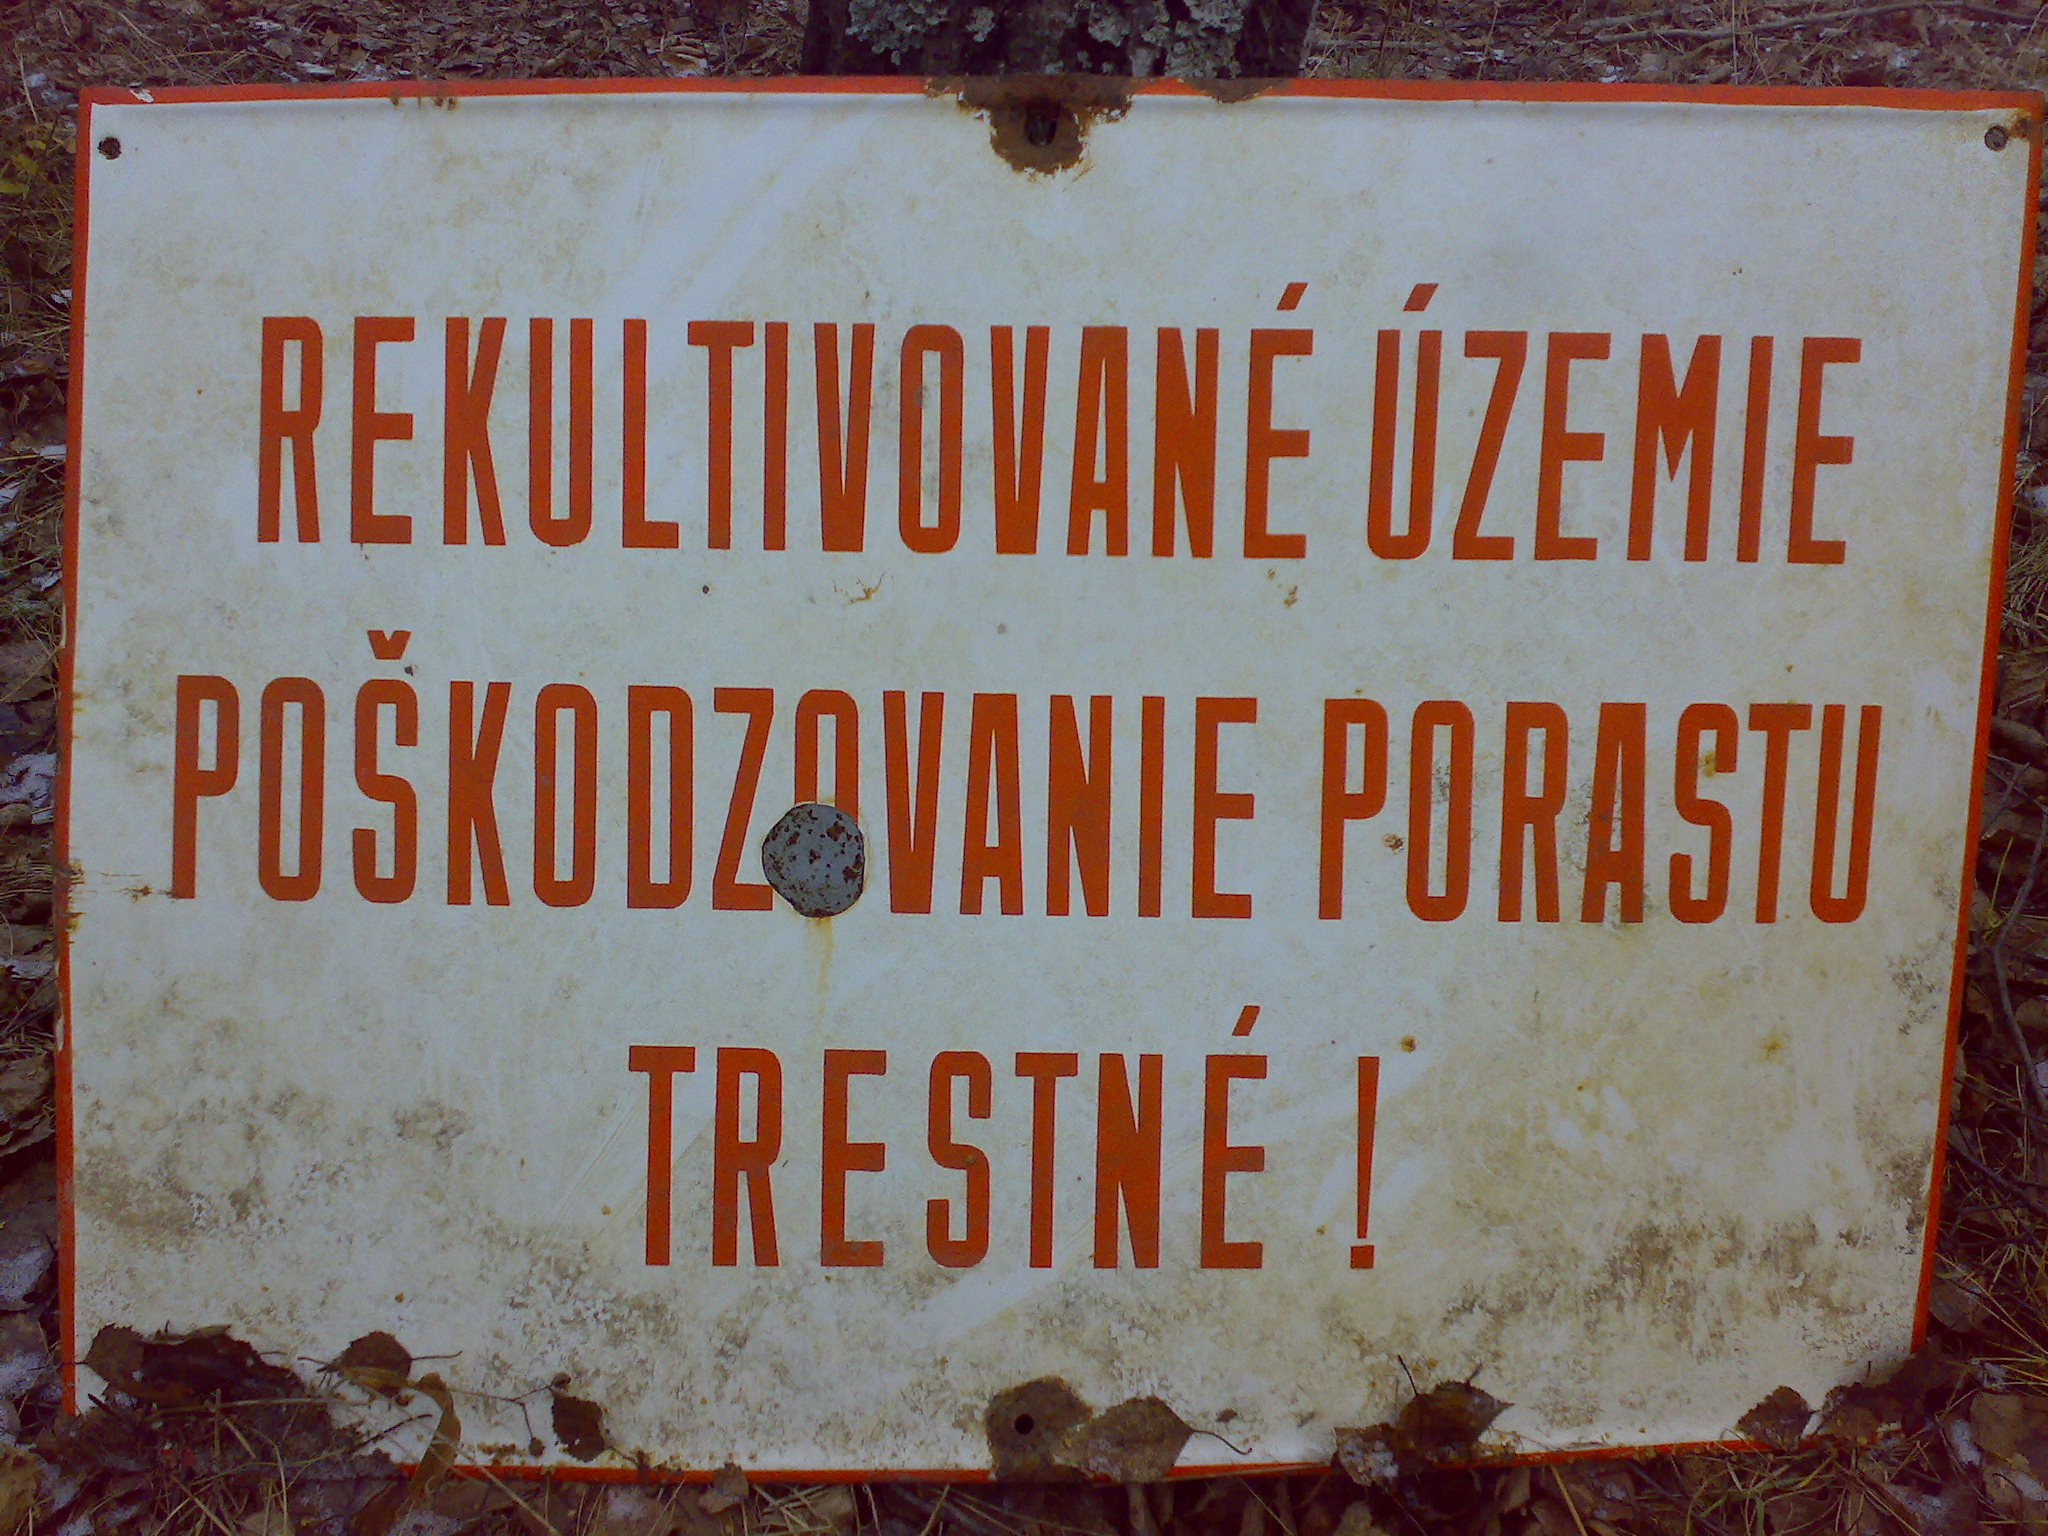 REKULTIVOVANÉ ÚZEMIE
POŠKODZOVANIE PORASTU
TRESTNÉ !